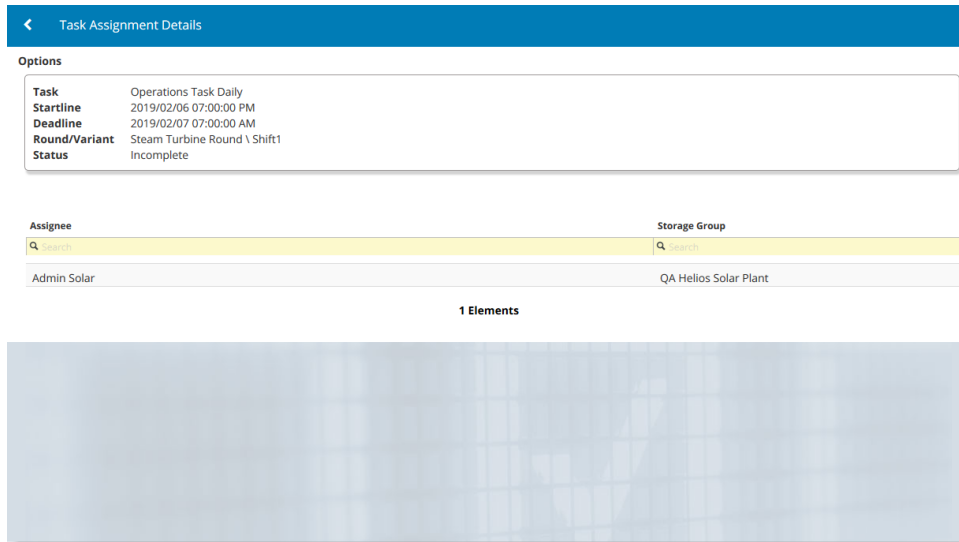 Task Assignment Details
Options
Task Operations Task Daily
Startline 2019/02/06 07:00:00 PM
Deadline 2019/02/07 07:00:00 AM
Round/Variant Steam Turbine Round \ Shift1
Status Incomplete
Assignee Storage Group
Search Search
Admin Solar QA Helios Solar Plant
1 Elements